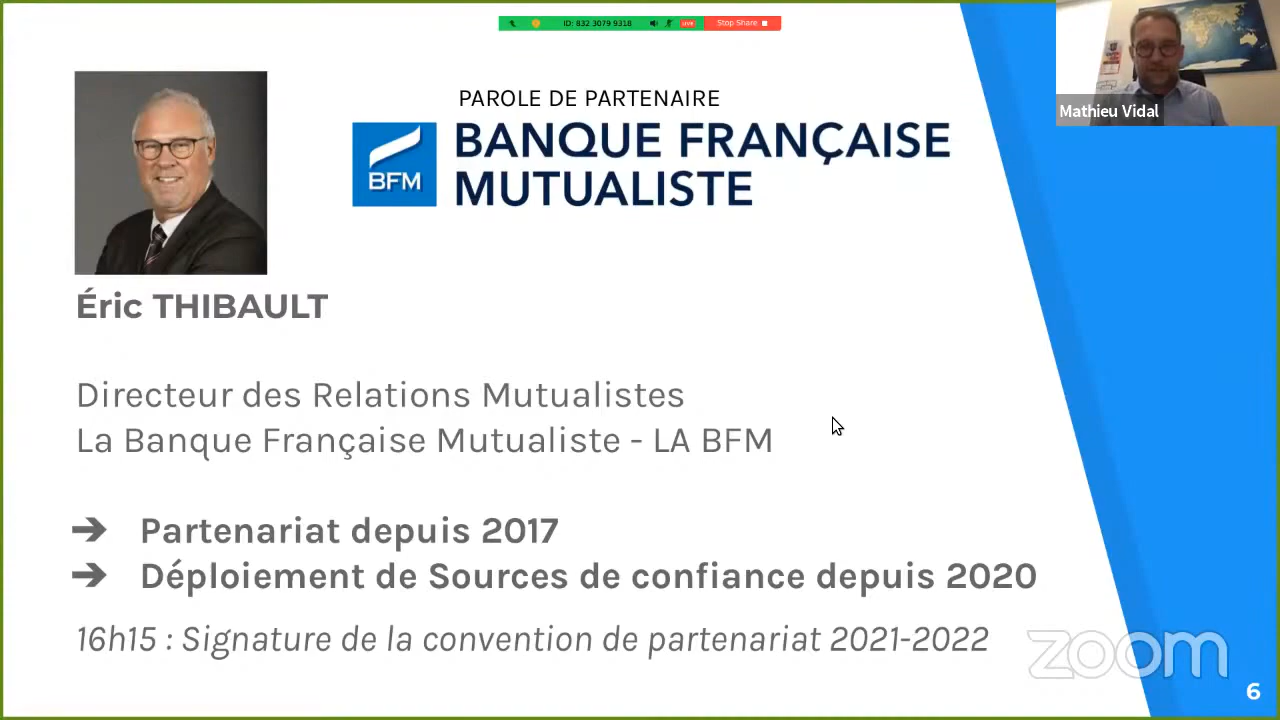 ID: 832 3079 9318
LIVE
Stop Share
Mathieu Vidal
PAROLE DE PARTENAIRE
BFM
BANQUE FRANÇAISE
MUTUALISTE
Éric THIBAULT
Directeur des Relations Mutualistes
La Banque Française Mutualiste - LA BFM
➔ Partenariat depuis 2017
➔ Déploiement de Sources de confiance depuis 2020
16h15 : Signature de la convention de partenariat 2021-2022
zoom
6